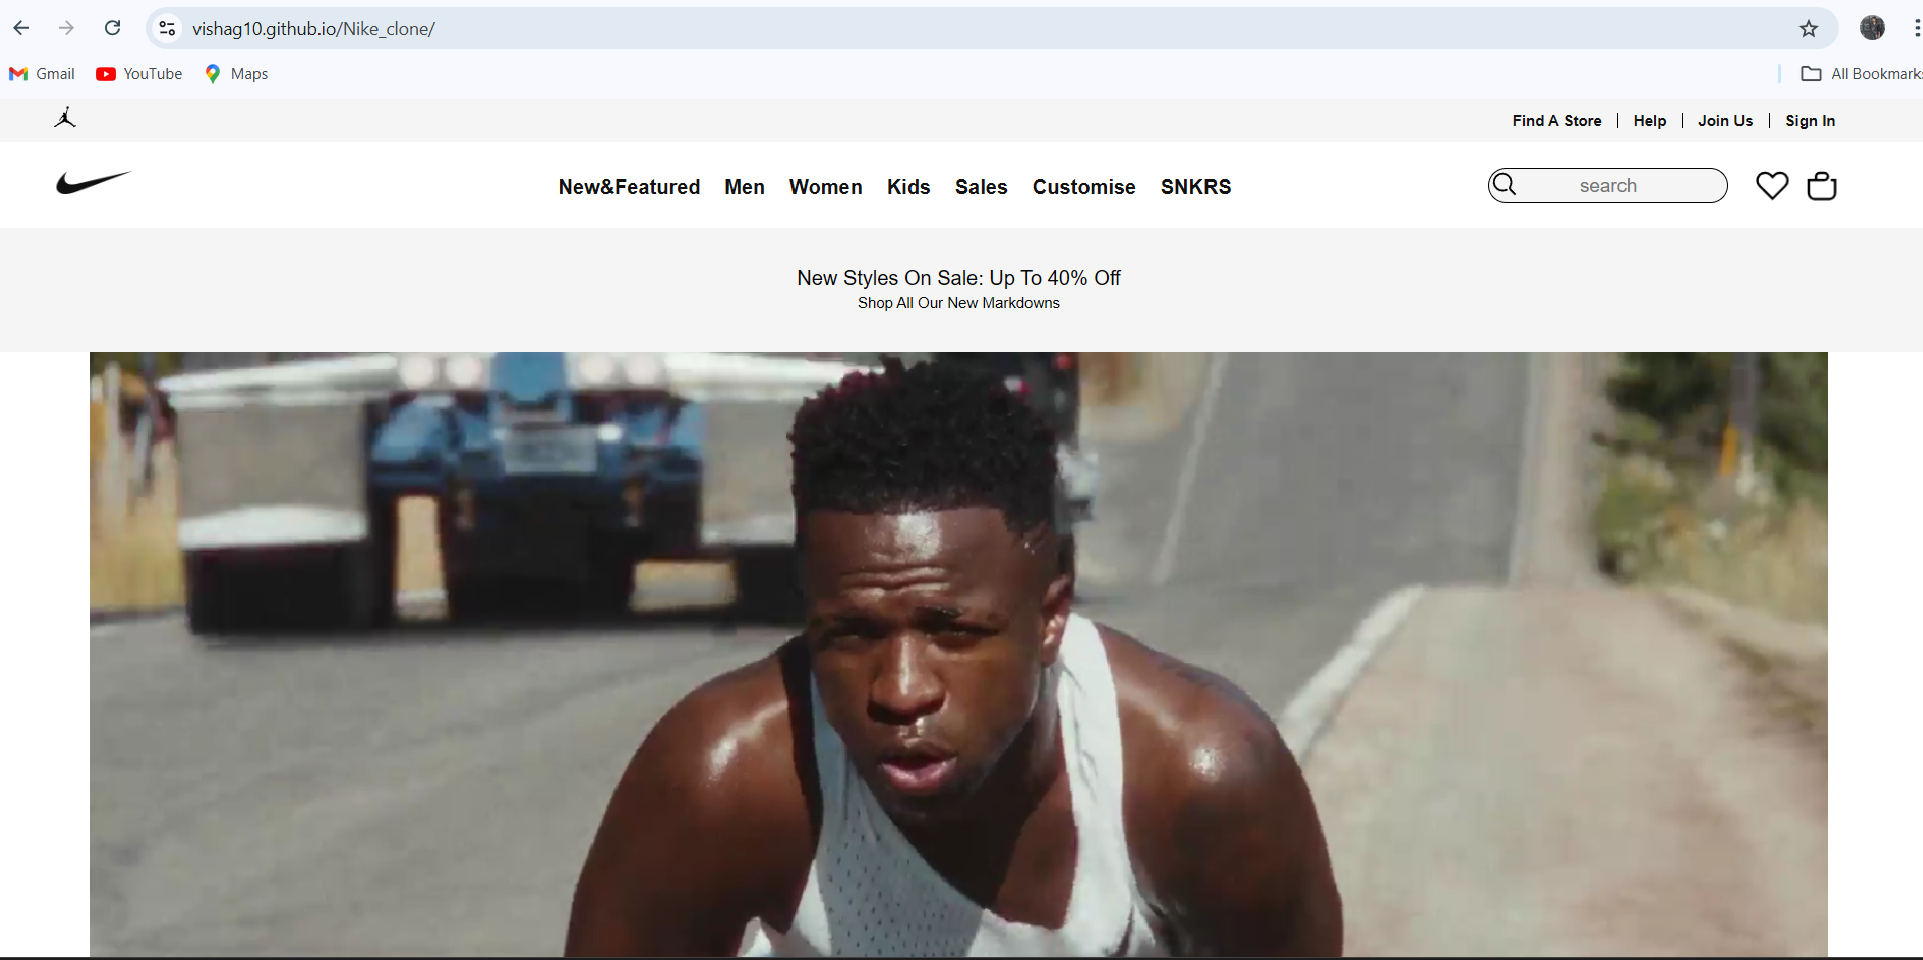 vishag10.github.io/Nike_clone/
Gmail YouTube Maps All Bookmarks
Find A Store | Help | Join Us | Sign In
New&Featured Men Women Kids Sales Customise SNKRS search
New Styles On Sale: Up To 40% Off
Shop All Our New Markdowns